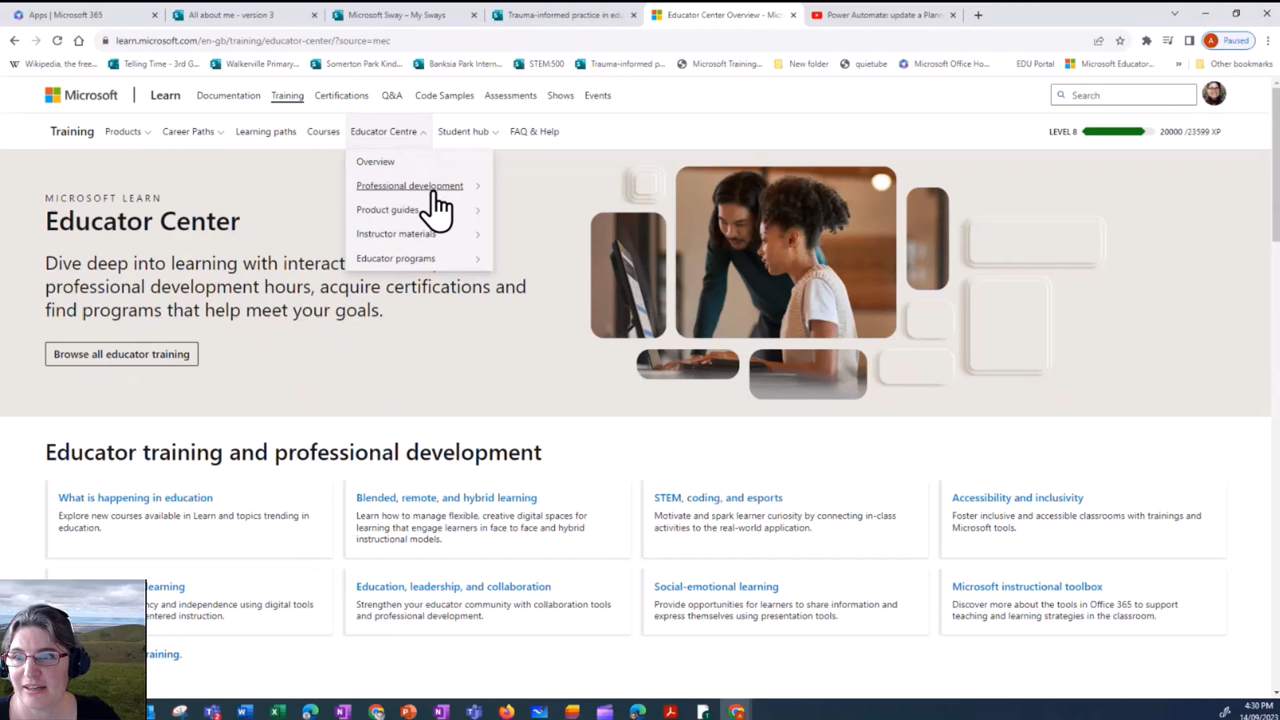 Apps | Microsoft 365
All about me - version 3
Microsoft Sway – My Sways
Trauma-informed practice in ed
Educator Center Overview - Mic
Power Automate: update a Plann
learn.microsoft.com/en-gb/training/educator-center/?source=mec
Paused
Wikipedia, the free...
Telling Time - 3rd G...
Walkerville Primary...
Somerton Park Kind...
Banksia Park Intern...
STEM:500
Trauma-informed p...
Microsoft Training...
New folder
quietube
Microsoft Office Ho...
EDU Portal
Microsoft Educator...
»
Other bookmarks
Microsoft
Learn
Documentation
Training
Certifications
Q&A
Code Samples
Assessments
Shows
Events
Search
Training
Products
Career Paths
Learning paths
Courses
Educator Centre
Student hub
FAQ & Help
LEVEL 8
20000 /23599 XP
Overview
Professional development
Product guides
Instructor materials
Educator programs
MICROSOFT LEARN
Educator Center
Dive deep into learning with interact
professional development hours, acquire certifications and
find programs that help meet your goals.
Browse all educator training
Educator training and professional development
What is happening in education
Explore new courses available in Learn and topics trending in
education.
Blended, remote, and hybrid learning
Learn how to manage flexible, creative digital spaces for
learning that engage learners in face to face and hybrid
instructional models.
STEM, coding, and esports
Motivate and spark learner curiosity by connecting in-class
activities to the real-world application.
Accessibility and inclusivity
Foster inclusive and accessible classrooms with trainings and
Microsoft tools.
learning
ncy and independence using digital tools
entered instruction.
Education, leadership, and collaboration
Strengthen your educator community with collaboration tools
and professional development.
Social-emotional learning
Provide opportunities for learners to share information and
express themselves using presentation tools.
Microsoft instructional toolbox
Discover more about the tools in Office 365 to support
teaching and learning strategies in the classroom.
raining.
4:30 PM
14/09/2023